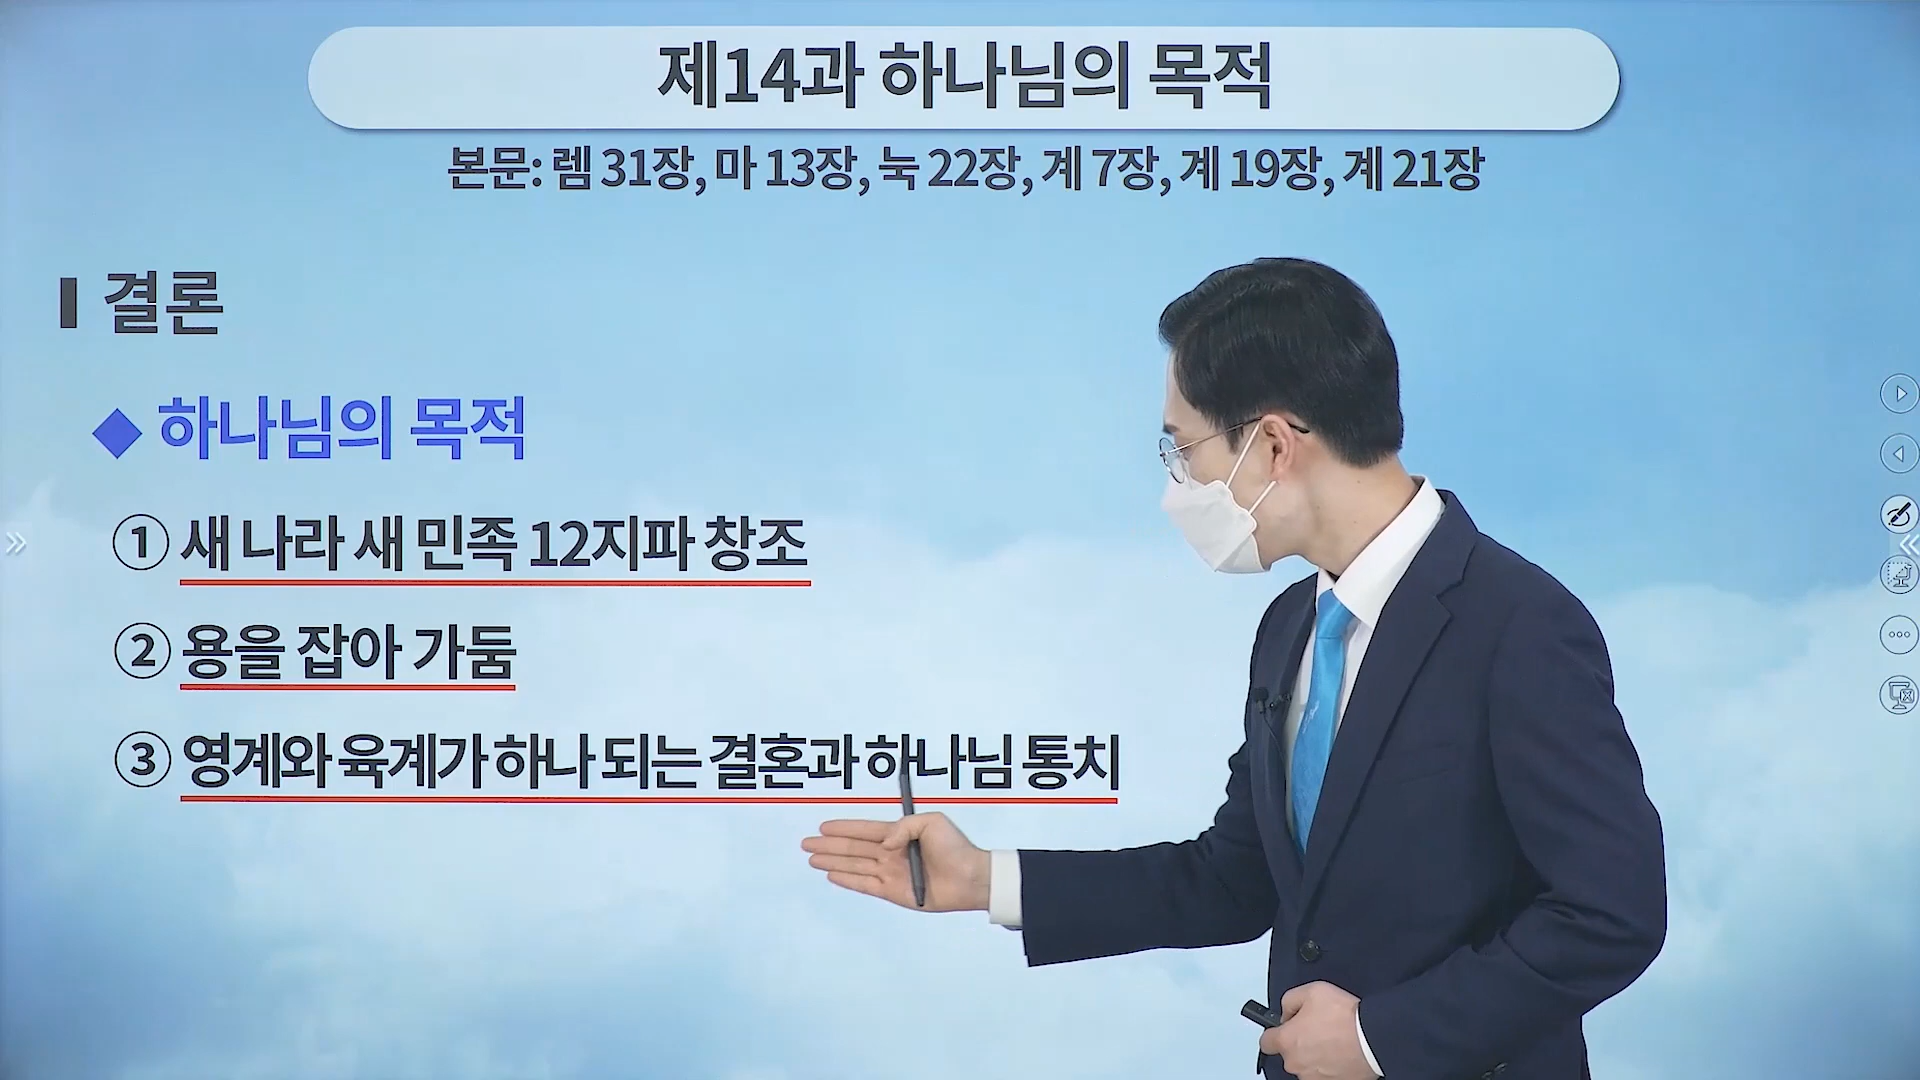 제14과 하나님의 목적
본문: 렘 31장, 마 13장, 눅 22장, 계 7장, 계 19장, 계 21장
결론
◆ 하나님의 목적
① 새 나라 새 민족 12지파 창조
② 용을 잡아 가둠
③ 영계와 육계가 하나 되는 결혼과 하나님 통치